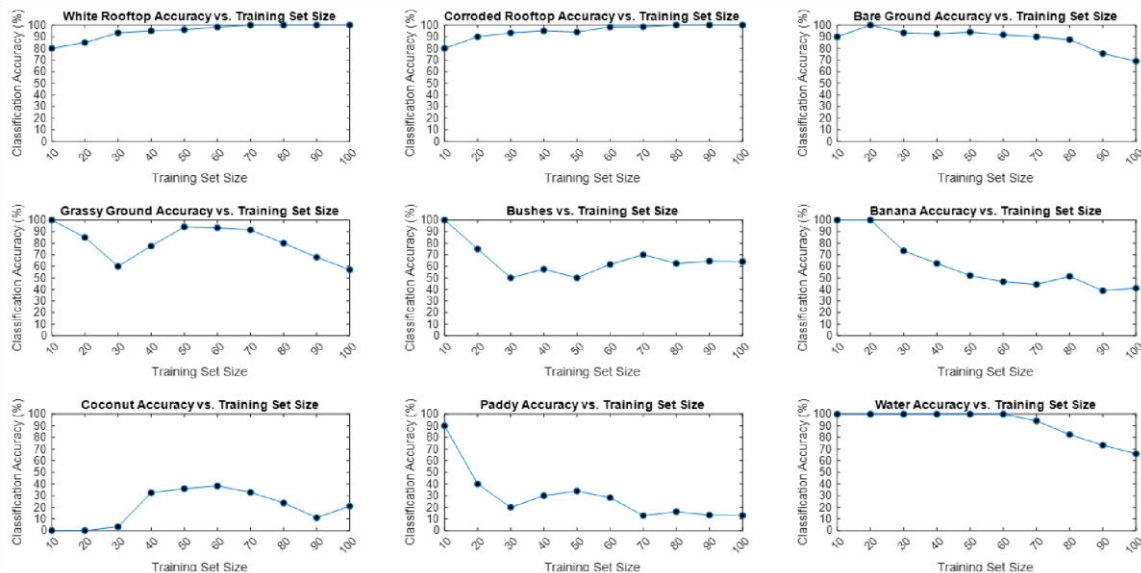 White Rooftop Accuracy vs. Training Set Size
Classification Accuracy (%)
100
90
80
70
60
50
40
30
20
10
0
10 20 30 40 50 60 70 80 90 100
Training Set Size
Corroded Rooftop Accuracy vs. Training Set Size
Classification Accuracy (%)
100
90
80
70
60
50
40
30
20
10
0
10 20 30 40 50 60 70 80 90 100
Training Set Size
Bare Ground Accuracy vs. Training Set Size
Classification Accuracy (%)
100
90
80
70
60
50
40
30
20
10
0
10 20 30 40 50 60 70 80 90 100
Training Set Size
Grassy Ground Accuracy vs. Training Set Size
Classification Accuracy (%)
100
90
80
70
60
50
40
30
20
10
0
10 20 30 40 50 60 70 80 90 100
Training Set Size
Bushes vs. Training Set Size
Classification Accuracy (%)
100
90
80
70
60
50
40
30
20
10
0
10 20 30 40 50 60 70 80 90 100
Training Set Size
Banana Accuracy vs. Training Set Size
Classification Accuracy (%)
100
90
80
70
60
50
40
30
20
10
0
10 20 30 40 50 60 70 80 90 100
Training Set Size
Coconut Accuracy vs. Training Set Size
Classification Accuracy (%)
100
90
80
70
60
50
40
30
20
10
0
10 20 30 40 50 60 70 80 90 100
Training Set Size
Paddy Accuracy vs. Training Set Size
Classification Accuracy (%)
100
90
80
70
60
50
40
30
20
10
0
10 20 30 40 50 60 70 80 90 100
Training Set Size
Water Accuracy vs. Training Set Size
Classification Accuracy (%)
100
90
80
70
60
50
40
30
20
10
0
10 20 30 40 50 60 70 80 90 100
Training Set Size